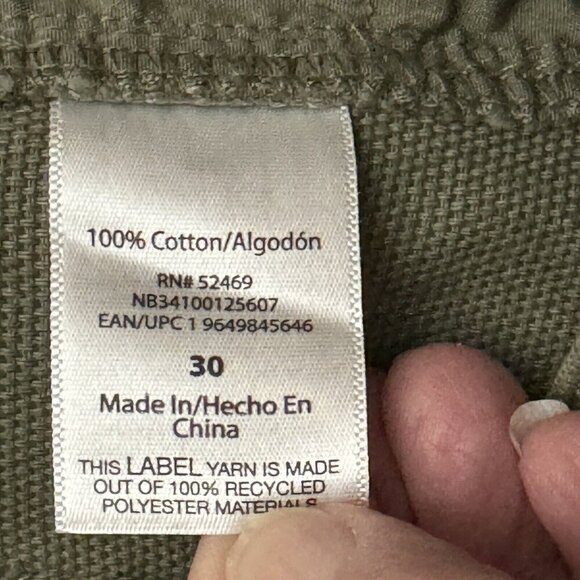 100% Cotton/Algodón
RN# 52469
NB34100125607
EAN/UPC 1 9649845646
30
Made In/Hecho En
China
THIS LABEL YARN IS MADE
OUT OF 100% RECYCLED
POLYESTER MATERIALS